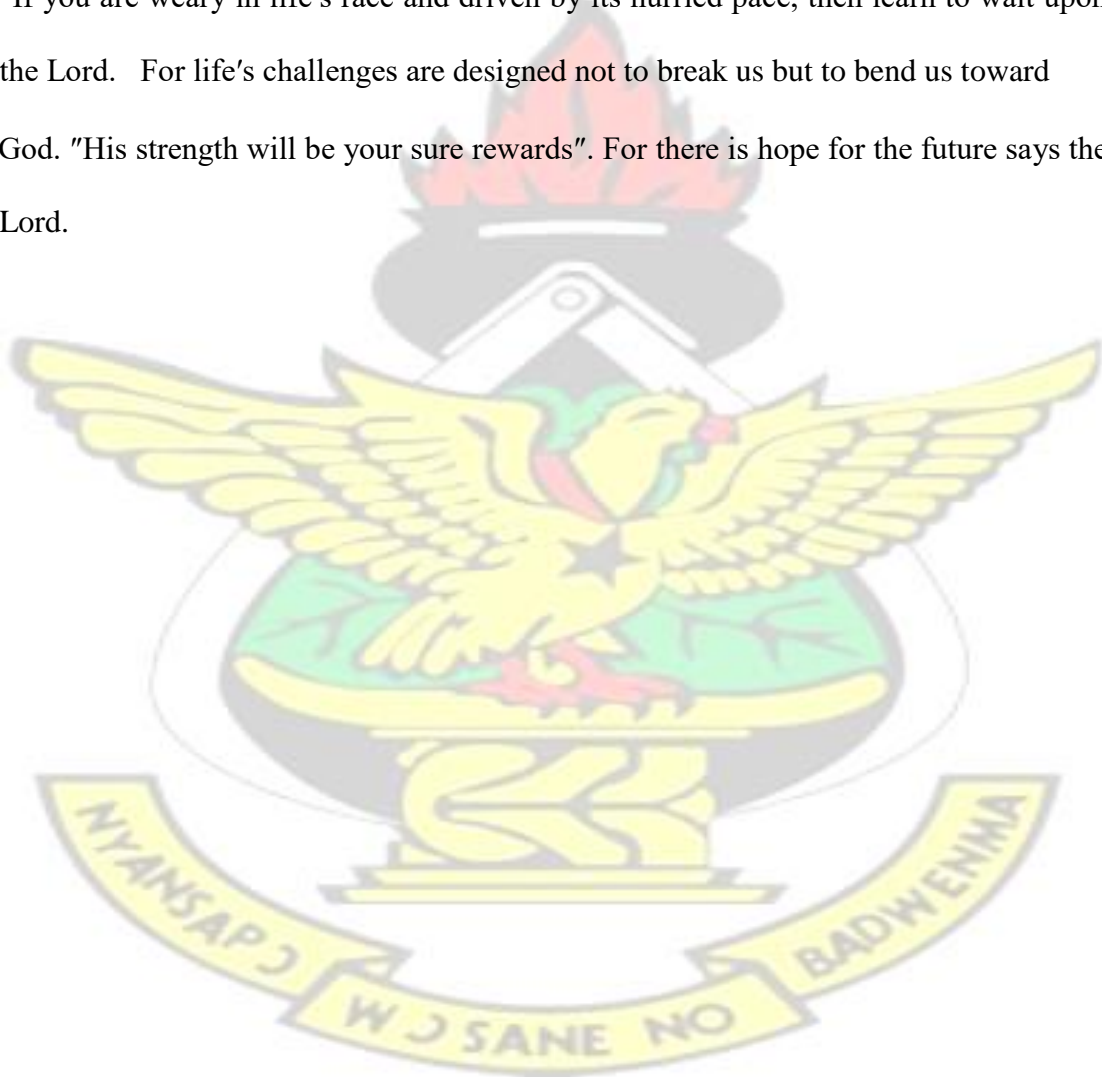 If you are weary in life's race and driven by its hurried pace, then learn to wait upon
the Lord.   For life′s challenges are designed not to break us but to bend us toward
God. ″His strength will be your sure rewards″. For there is hope for the future says the
Lord.
NYANSAPƆ
WƆSANE NO
BADWENMA